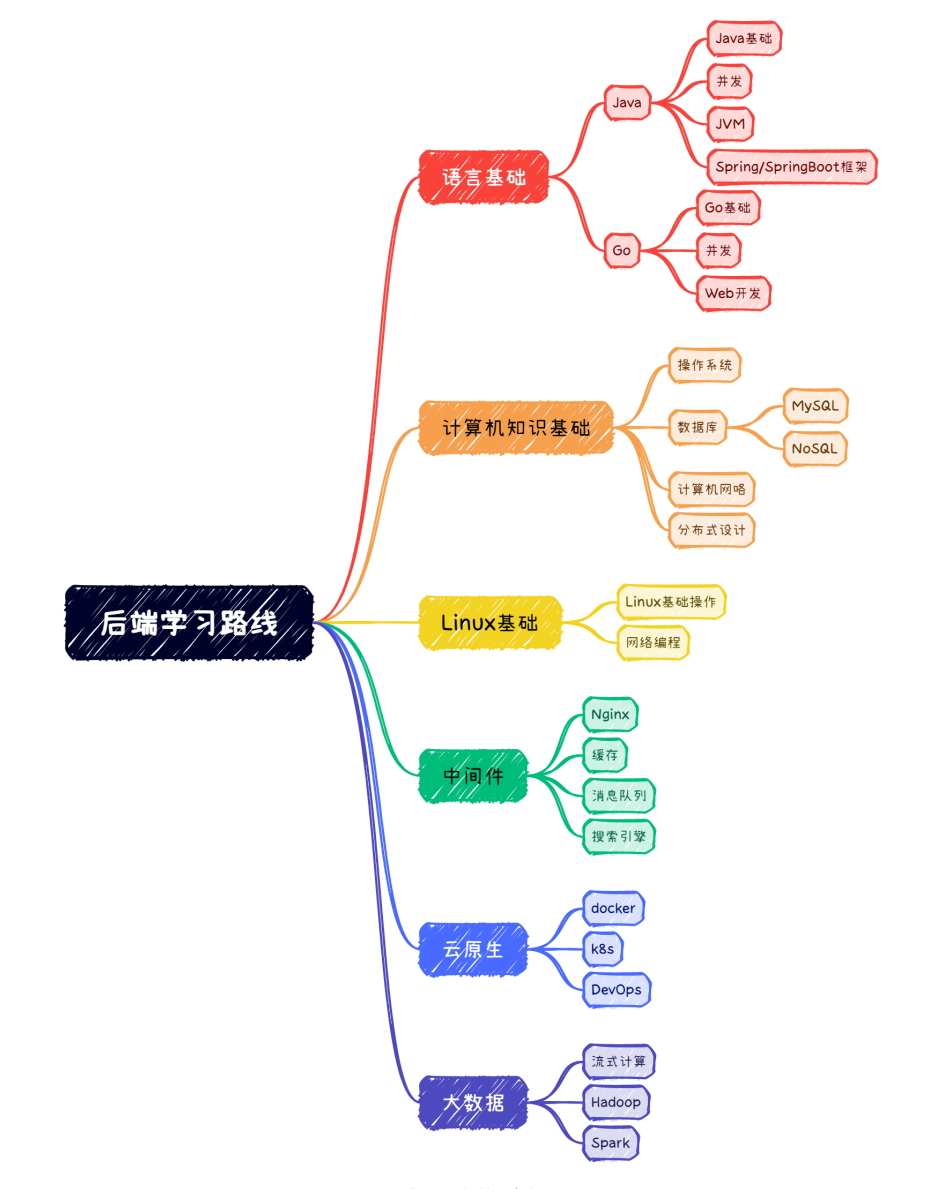 后端学习路线
语言基础
Java
Java基础
并发
JVM
Spring/SpringBoot框架
Go
Go基础
并发
Web开发
计算机知识基础
操作系统
数据库
MySQL
NoSQL
计算机网咯
分布式设计
Linux基础
Linux基础操作
网络编程
中间件
Nginx
缓存
消息队列
搜索引擎
云原生
docker
k8s
DevOps
大数据
流式计算
Hadoop
Spark